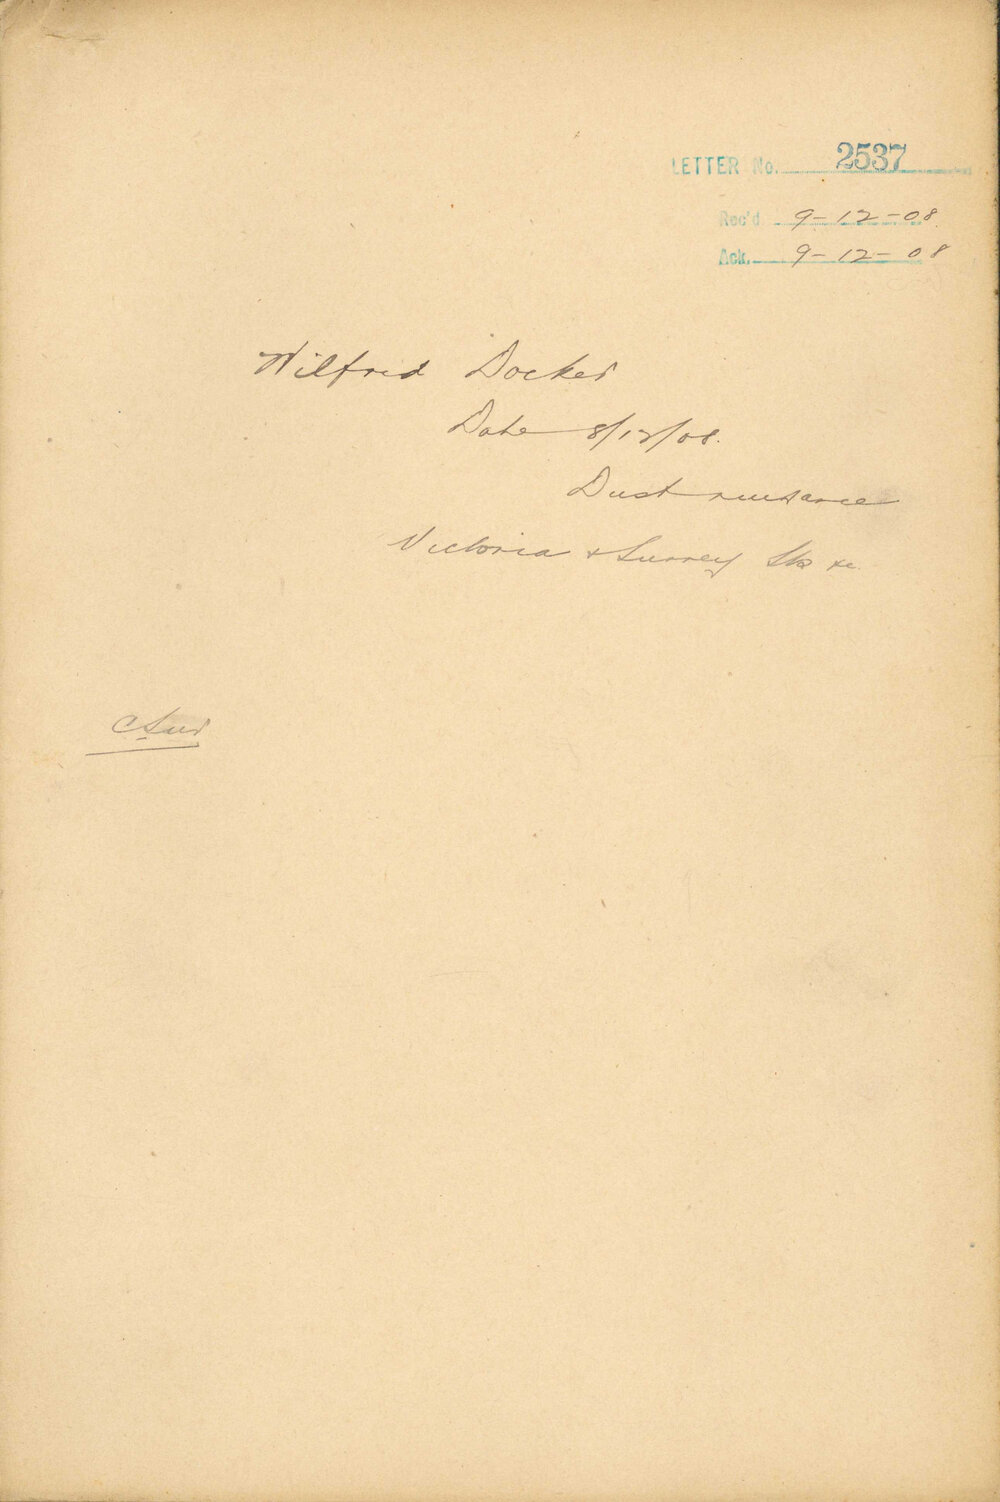 LETTER No. 2537
Rec'd 9-12-08
Ack. 9-12-08
Wilfred Docker
Date 8/12/08.
Dust nuisance
Victoria & Surrey Sts &c.